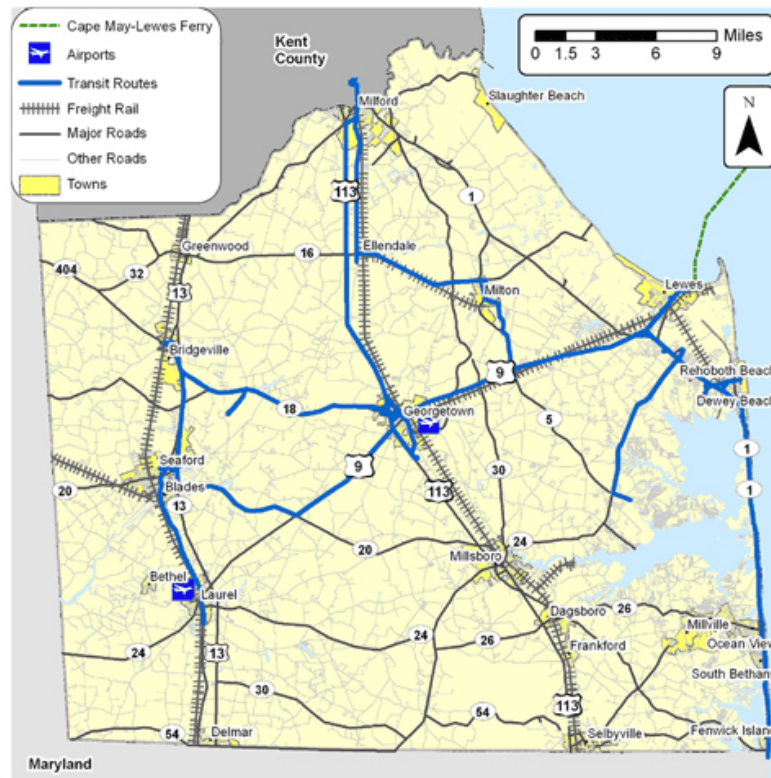 Cape May-Lewes Ferry
Airports
Transit Routes
Freight Rail
Major Roads
Other Roads
Towns
Kent
County
Miles
0 1.5 3 6 9
N
Milford
Slaughter Beach
113
1
Greenwood
16
Ellendale
404
32
13
Milton
Lewes
Bridgeville
9
Rehoboth Beach
Dewey Beach
18
Georgetown
5
9
Seaford
1
20
Blades
13
113
30
1
20
24
Millsboro
Bethel
Laurel
Dagsboro
26
24
26
Millville
24
13
Frankford
Ocean View
South Bethan
30
113
54
54
Delmar
Selbyville
Fenwick Island
Maryland